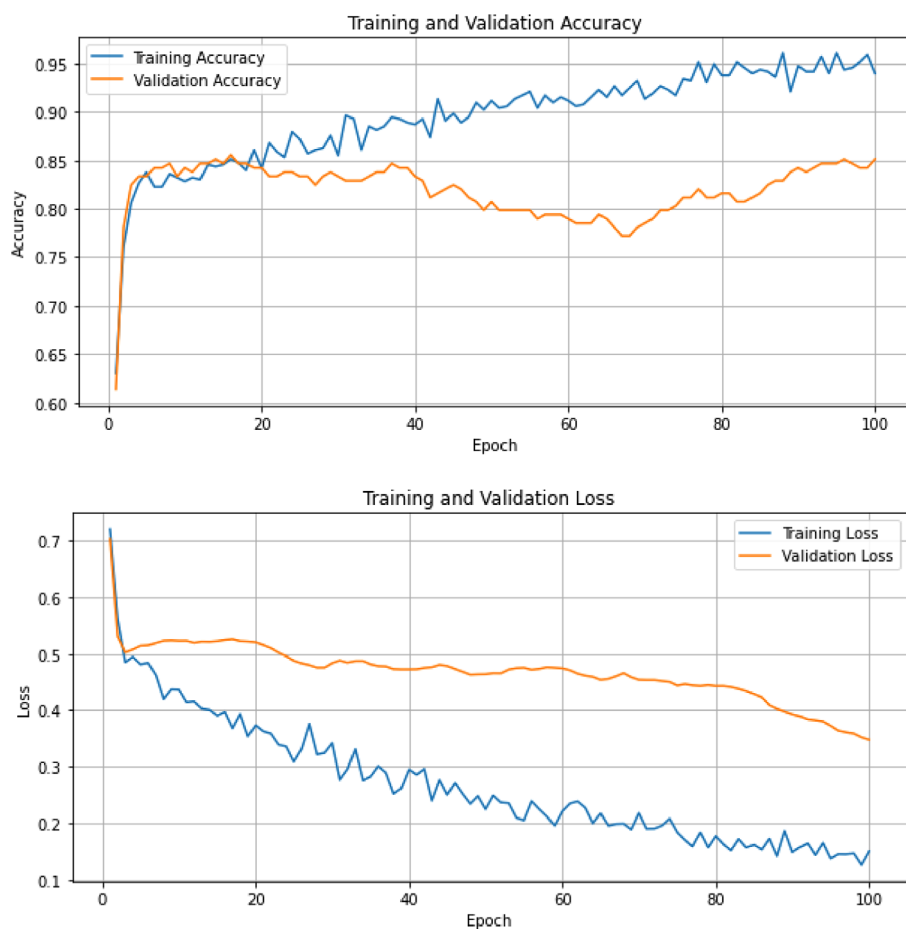 Training and Validation Accuracy
Training Accuracy
Validation Accuracy
Accuracy
0.95
0.90
0.85
0.80
0.75
0.70
0.65
0.60
0 20 40 60 80 100
Epoch
Training and Validation Loss
Training Loss
Validation Loss
Loss
0.7
0.6
0.5
0.4
0.3
0.2
0.1
0 20 40 60 80 100
Epoch